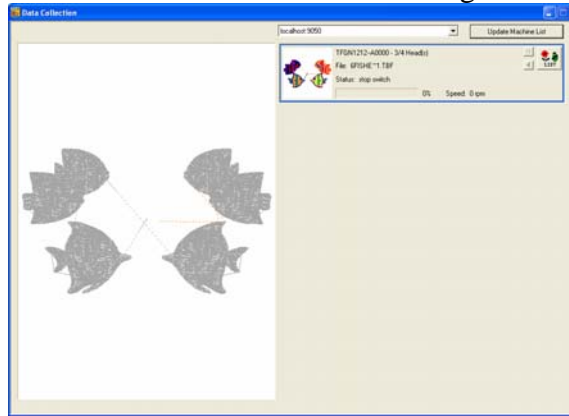 Data Collection
localhost:9050
Update Machine List
TFGN1212-A0000 - 3/4 Head(s)
File: 6FISHE~1.TBF
Status: stop switch
0% Speed: 0 rpm
LIST